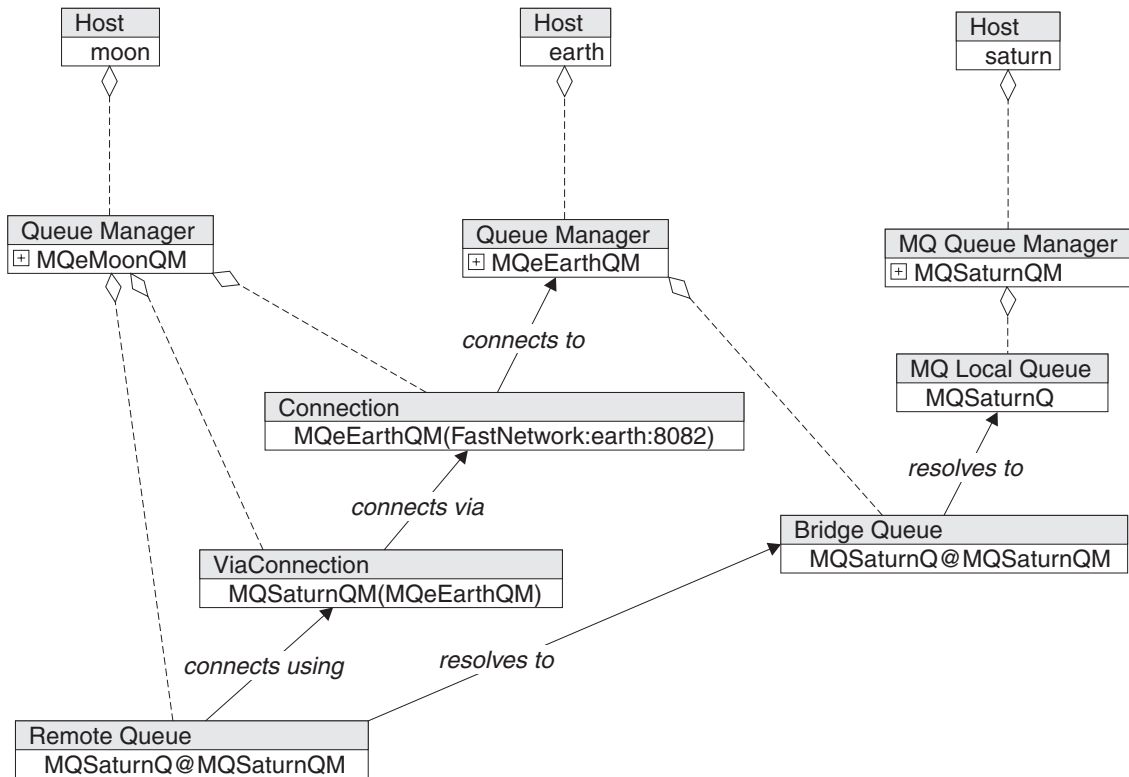 Host
moon
Host
earth
Host
saturn
Queue Manager
MQeMoonQM
Queue Manager
MQeEarthQM
MQ Queue Manager
MQSaturnQM
connects to
MQ Local Queue
MQSaturnQ
Connection
MQeEarthQM(FastNetwork:earth:8082)
resolves to
connects via
Bridge Queue
MQSaturnQ@MQSaturnQM
ViaConnection
MQSaturnQM(MQeEarthQM)
connects using
resolves to
Remote Queue
MQSaturnQ@MQSaturnQM